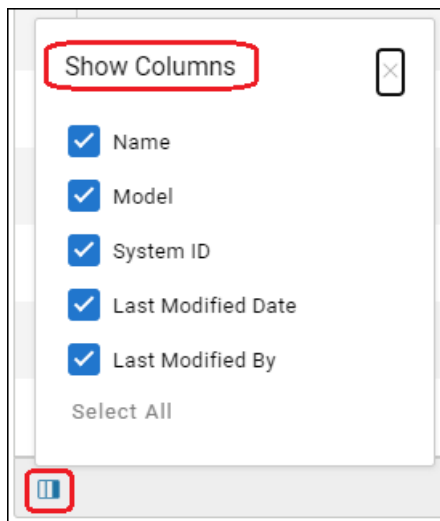 Show Columns
Name
Model
System ID
Last Modified Date
Last Modified By
Select All